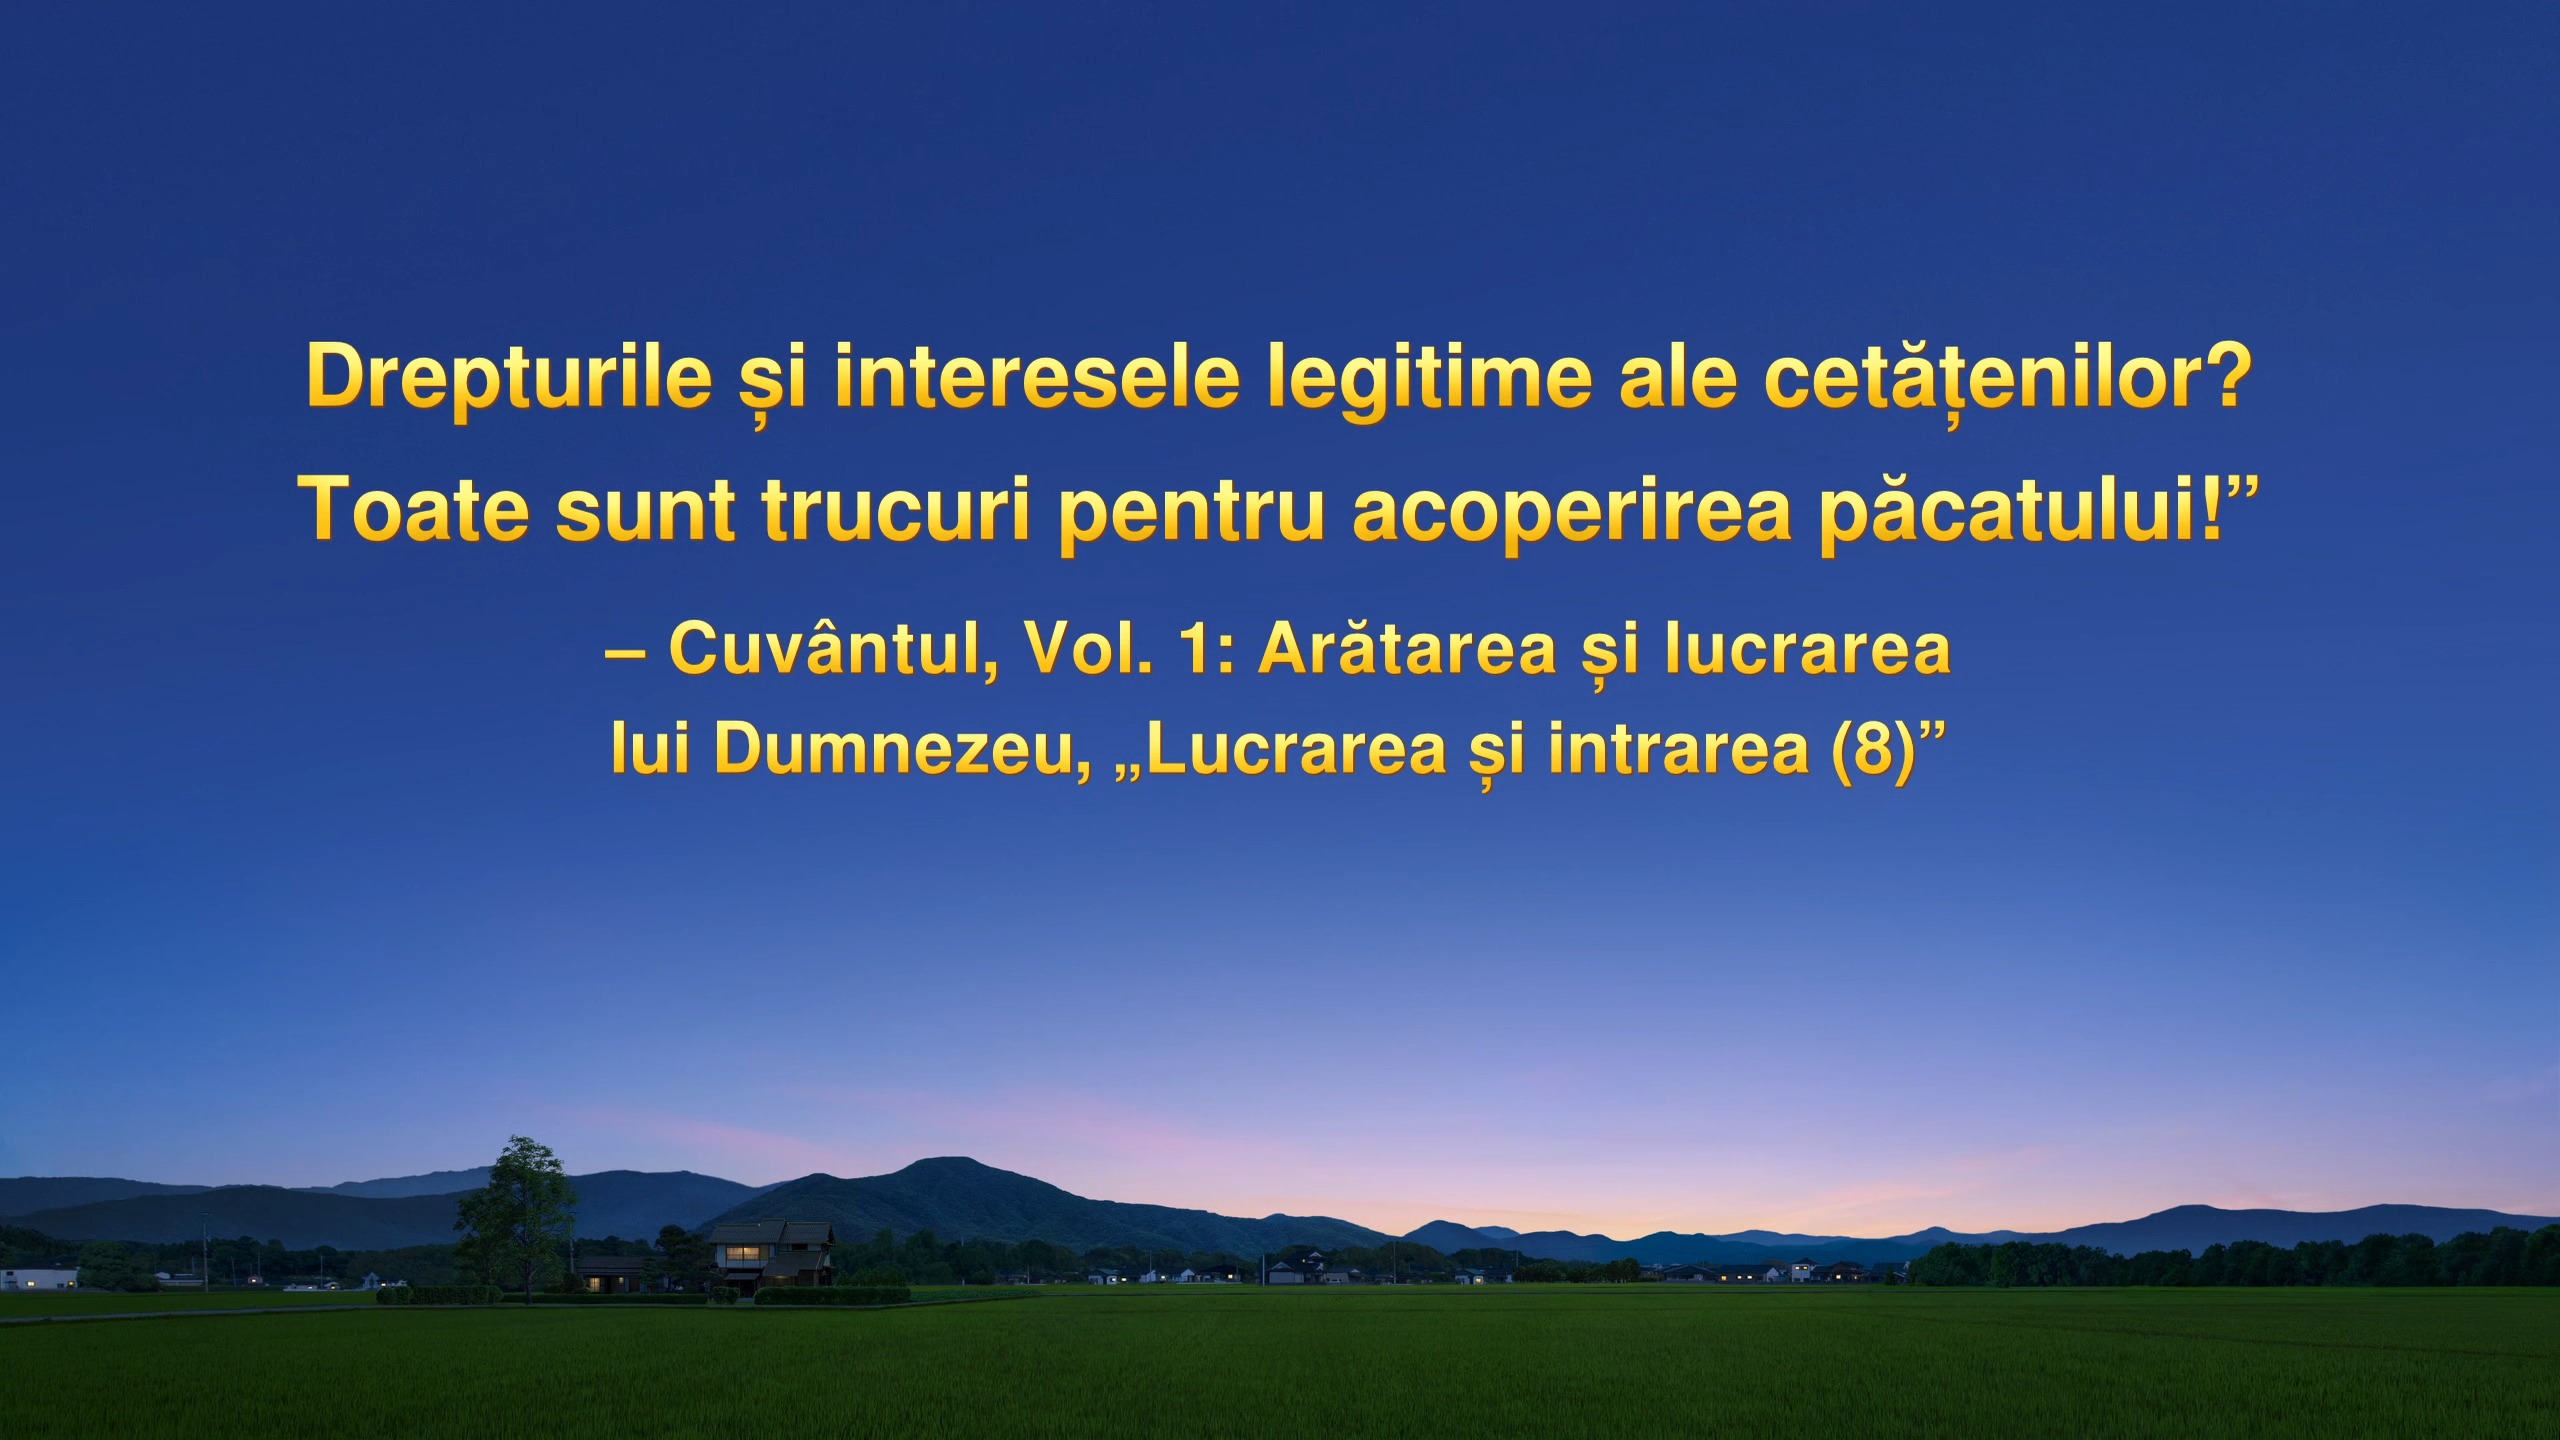 Drepturile și interesele legitime ale cetățenilor?
Toate sunt trucuri pentru acoperirea păcatului!”
– Cuvântul, Vol. 1: Arătarea și lucrarea
lui Dumnezeu, „Lucrarea și intrarea (8)”